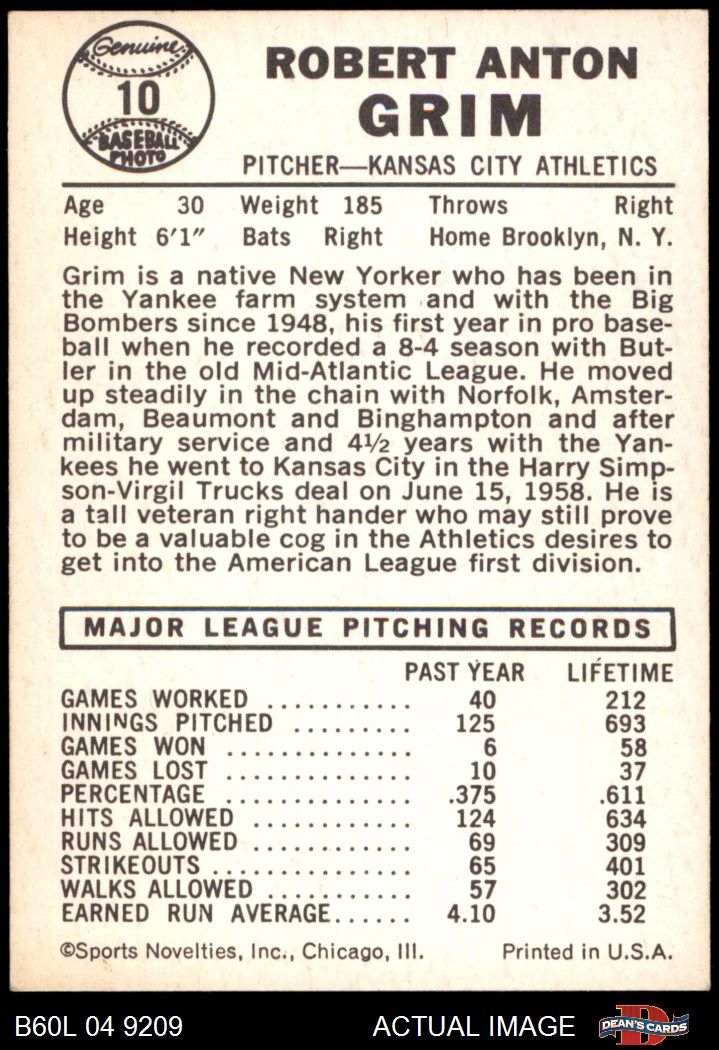 Genuine
10
BASEBALL
PHOTO
ROBERT ANTON
GRIM
PITCHER—KANSAS CITY ATHLETICS
Age 30 Weight 185 Throws Right
Height 6'1" Bats Right Home Brooklyn, N. Y.
Grim is a native New Yorker who has been in
the Yankee farm system and with the Big
Bombers since 1948, his first year in pro base-
ball when he recorded a 8-4 season with But-
ler in the old Mid-Atlantic League. He moved
up steadily in the chain with Norfolk, Amster-
dam, Beaumont and Binghampton and after
military service and 4½ years with the Yan-
kees he went to Kansas City in the Harry Simp-
son-Virgil Trucks deal on June 15, 1958. He is
a tall veteran right hander who may still prove
to be a valuable cog in the Athletics desires to
get into the American League first division.
MAJOR LEAGUE PITCHING RECORDS
PAST YEAR LIFETIME
GAMES WORKED ........... 40 212
INNINGS PITCHED ......... 125 693
GAMES WON .............. 6 58
GAMES LOST .............. 10 37
PERCENTAGE .............. .375 .611
HITS ALLOWED ............ 124 634
RUNS ALLOWED ............ 69 309
STRIKEOUTS ............... 65 401
WALKS ALLOWED ............ 57 302
EARNED RUN AVERAGE...... 4.10 3.52
©Sports Novelties, Inc., Chicago, Ill. Printed in U.S.A.
B60L 04 9209 ACTUAL IMAGE DEAN'S CARDS